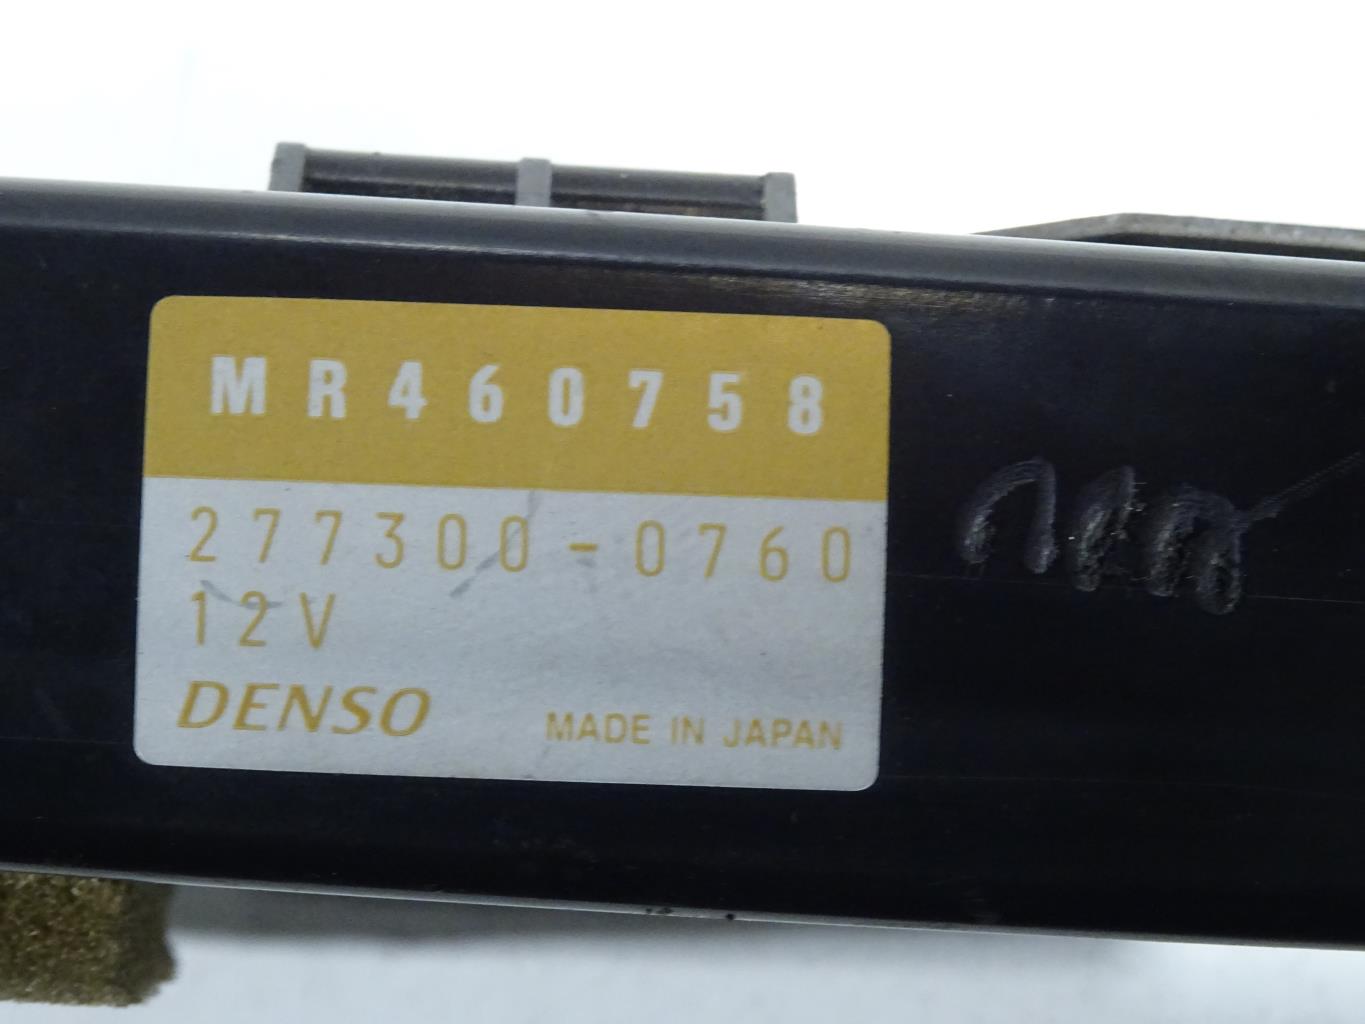 MR460758
277300-0760
12V
DENSO MADE IN JAPAN